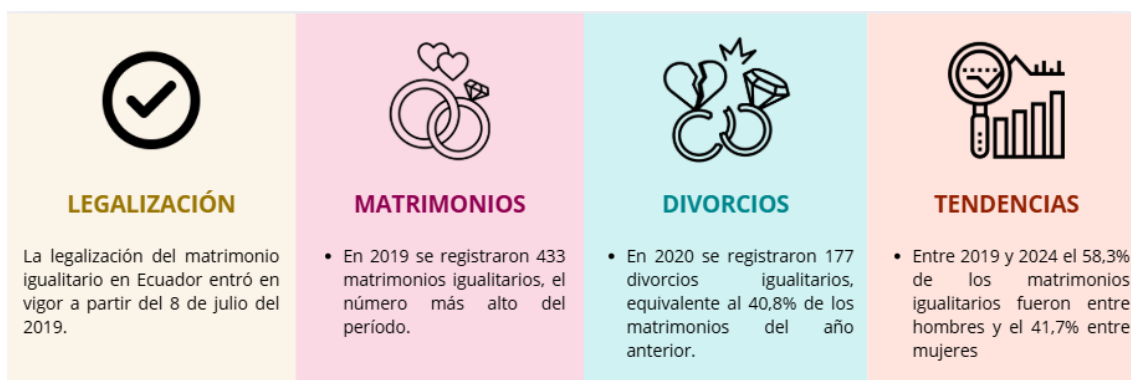 LEGALIZACIÓN
La legalización del matrimonio
igualitario en Ecuador entró en
vigor a partir del 8 de julio del
2019.
MATRIMONIOS
• En 2019 se registraron 433
matrimonios igualitarios, el
número más alto del
período.
DIVORCIOS
• En 2020 se registraron 177
divorcios igualitarios,
equivalente al 40,8% de los
matrimonios del año
anterior.
TENDENCIAS
• Entre 2019 y 2024 el 58,3%
de los matrimonios
igualitarios fueron entre
hombres y el 41,7% entre
mujeres